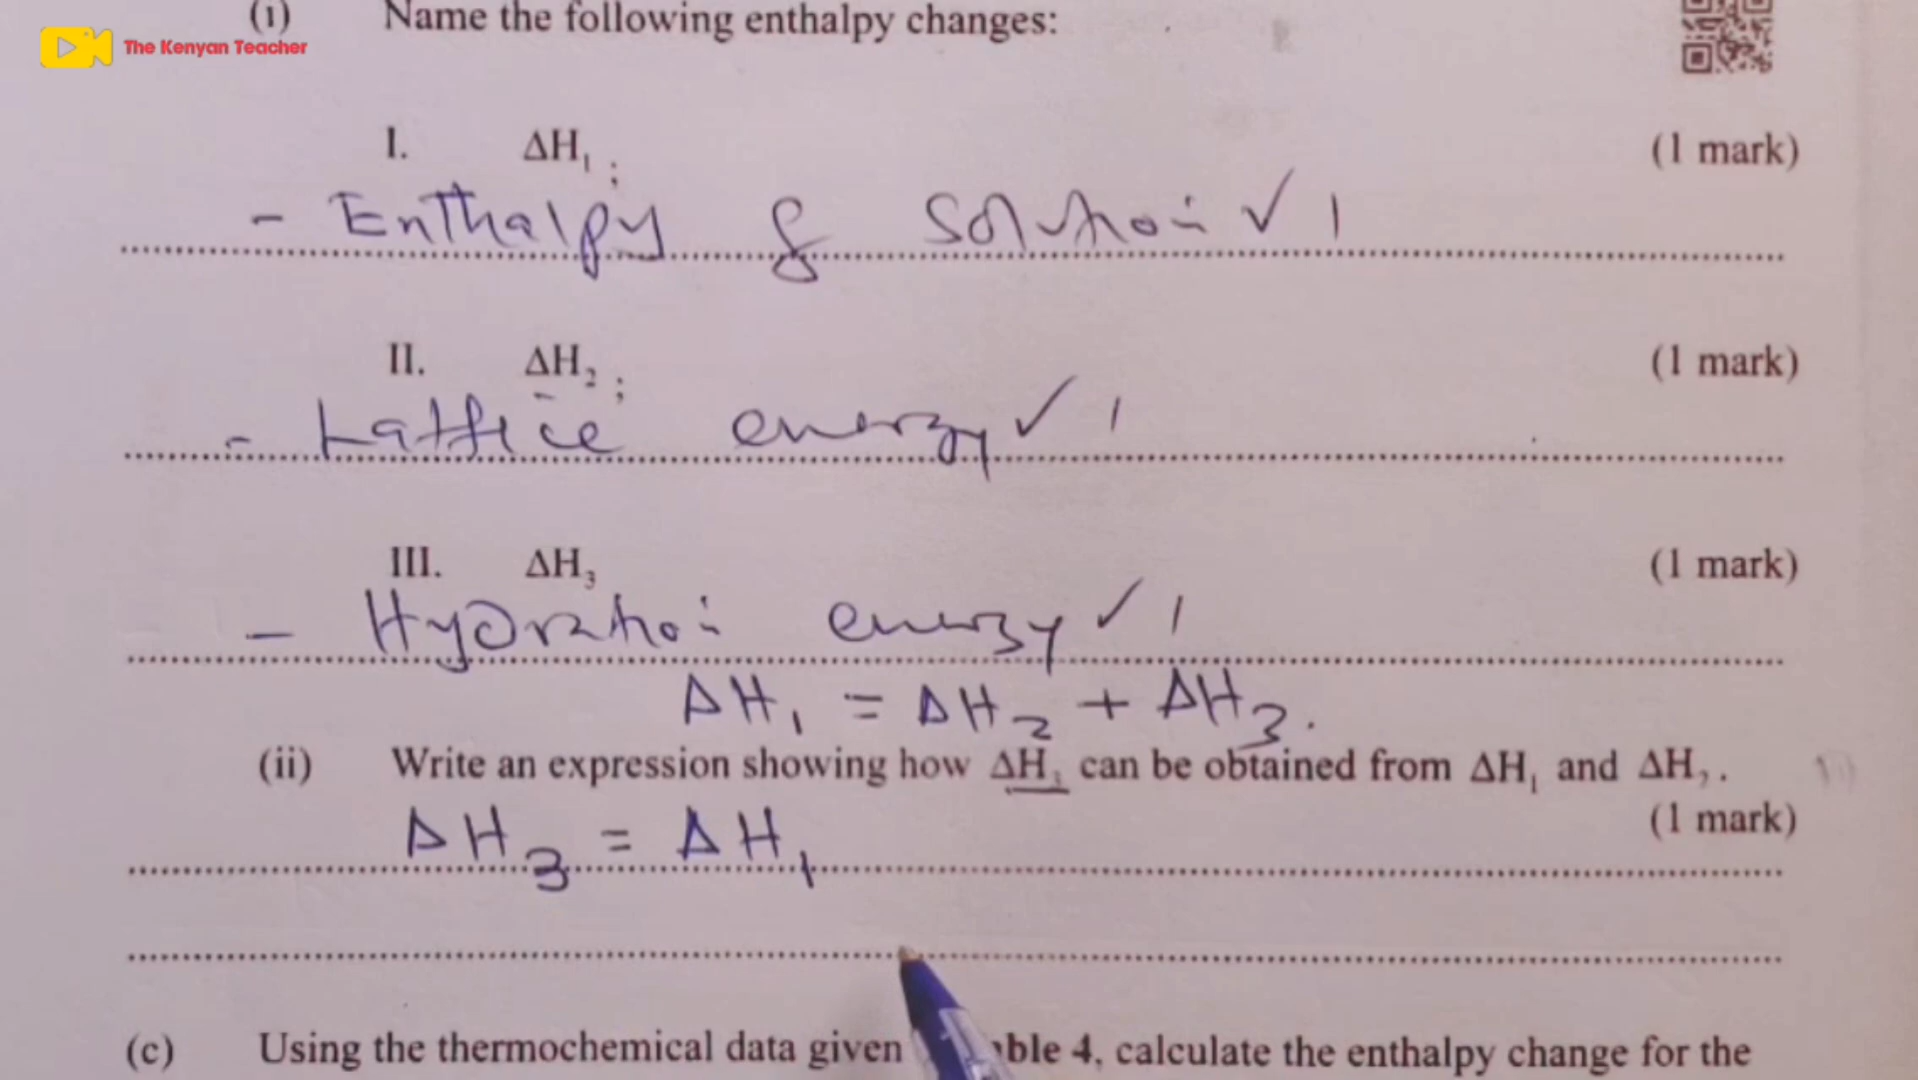 (i) Name the following enthalpy changes:
The Kenyan Teacher
I. ΔH₁ ; (1 mark)
- Enthalpy of solution ✓ 1
II. ΔH₂ ; (1 mark)
- Lattice energy ✓ 1
III. ΔH₃ (1 mark)
- Hydration energy ✓ 1
ΔH₁ = ΔH₂ + ΔH₃.
(ii) Write an expression showing how ΔH₃ can be obtained from ΔH₁ and ΔH₂.
(1 mark)
ΔH₃ = ΔH₁
(c) Using the thermochemical data given able 4, calculate the enthalpy change for the